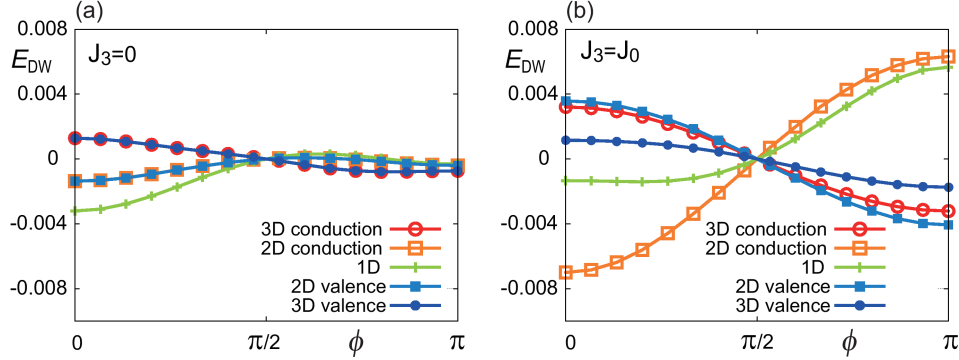 (a)
0.008
E_DW
J_3=0
0.004
0
-0.004
-0.008
3D conduction
2D conduction
1D
2D valence
3D valence
0
π/2
ϕ
π
(b)
0.008
E_DW
J_3=J_0
0.004
0
-0.004
-0.008
3D conduction
2D conduction
1D
2D valence
3D valence
0
π/2
ϕ
π